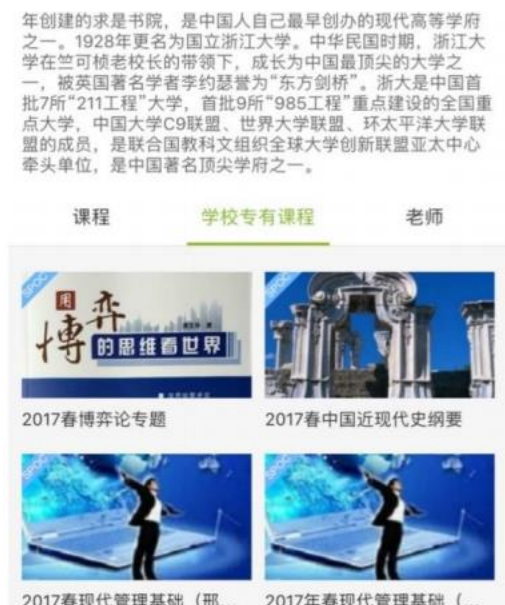 年创建的求是书院，是中国人自己最早创办的现代高等学府
之一。1928年更名为国立浙江大学。中华民国时期，浙江大
学在竺可桢老校长的带领下，成长为中国最顶尖的大学之
一，被英国著名学者李约瑟誉为“东方剑桥”。浙大是中国首
批7所“211工程”大学，首批9所“985工程”重点建设的全国重
点大学，中国大学C9联盟、世界大学联盟、环太平洋大学联
盟的成员，是联合国教科文组织全球大学创新联盟亚太中心
牵头单位，是中国著名顶尖学府之一。
课程 学校专有课程 老师
SPOC SPOC
用
博弈
的思维看世界
2017春博弈论专题 2017春中国近现代史纲要
SPOC SPOC
2017春现代管理基础（邢... 2017年春现代管理基础（...